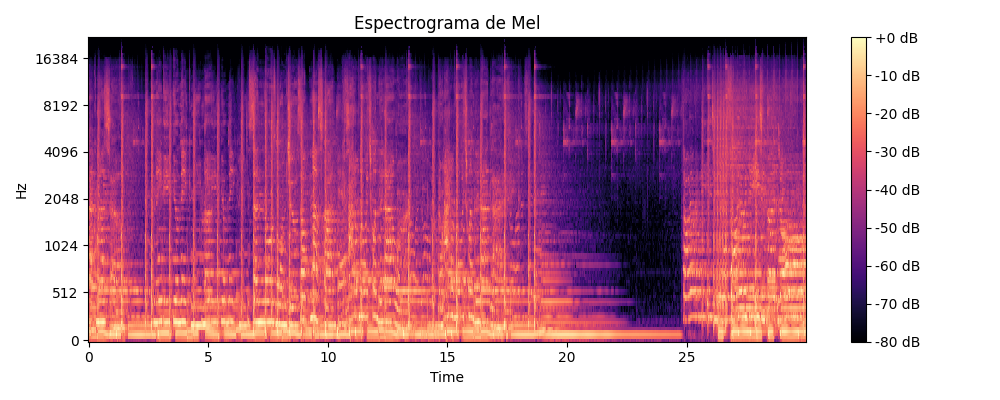 Espectrograma de Mel
Hz
16384
8192
4096
2048
1024
512
0
0 5 10 15 20 25
Time
+0 dB
-10 dB
-20 dB
-30 dB
-40 dB
-50 dB
-60 dB
-70 dB
-80 dB